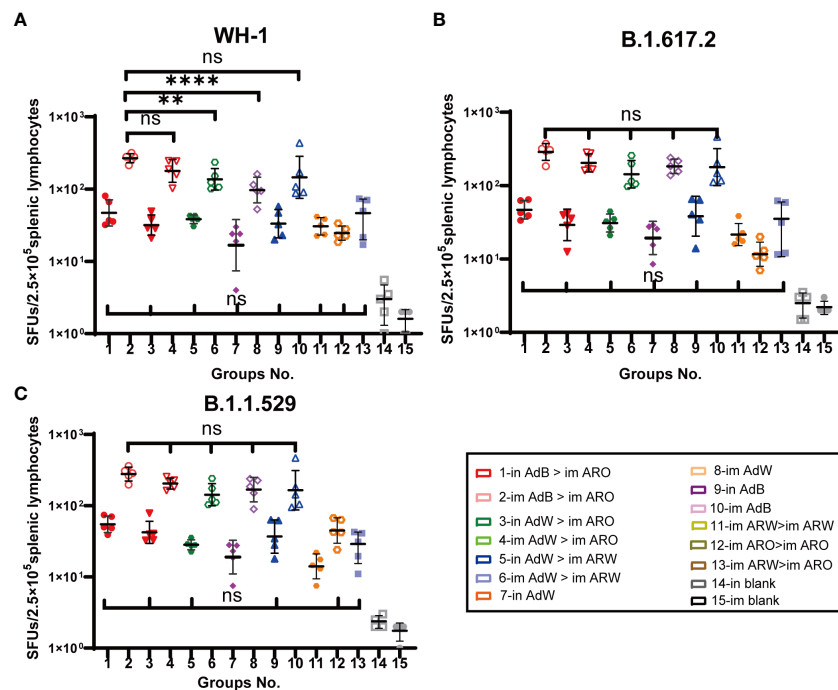 A
WH-1
ns
****
**
ns
SFUs/2.5×10⁵splenic lymphocytes
1×10³
1×10²
1×10¹
1×10⁰
ns
1 2 3 4 5 6 7 8 9 10 11 12 13 14 15
Groups No.
B
B.1.617.2
ns
SFUs/2.5×10⁵splenic lymphocytes
1×10³
1×10²
1×10¹
1×10⁰
ns
1 2 3 4 5 6 7 8 9 10 11 12 13 14 15
Groups No.
C
B.1.1.529
ns
SFUs/2.5×10⁵splenic lymphocytes
1×10³
1×10²
1×10¹
1×10⁰
ns
1 2 3 4 5 6 7 8 9 10 11 12 13 14 15
Groups No.
1-in AdB > im ARO
2-im AdB > im ARO
3-in AdW > im ARO
4-im AdW > im ARO
5-in AdW > im ARW
6-im AdW > im ARW
7-in AdW
8-im AdW
9-in AdB
10-im AdB
11-im ARW>im ARW
12-im ARO>im ARO
13-im ARW>im ARO
14-in blank
15-im blank